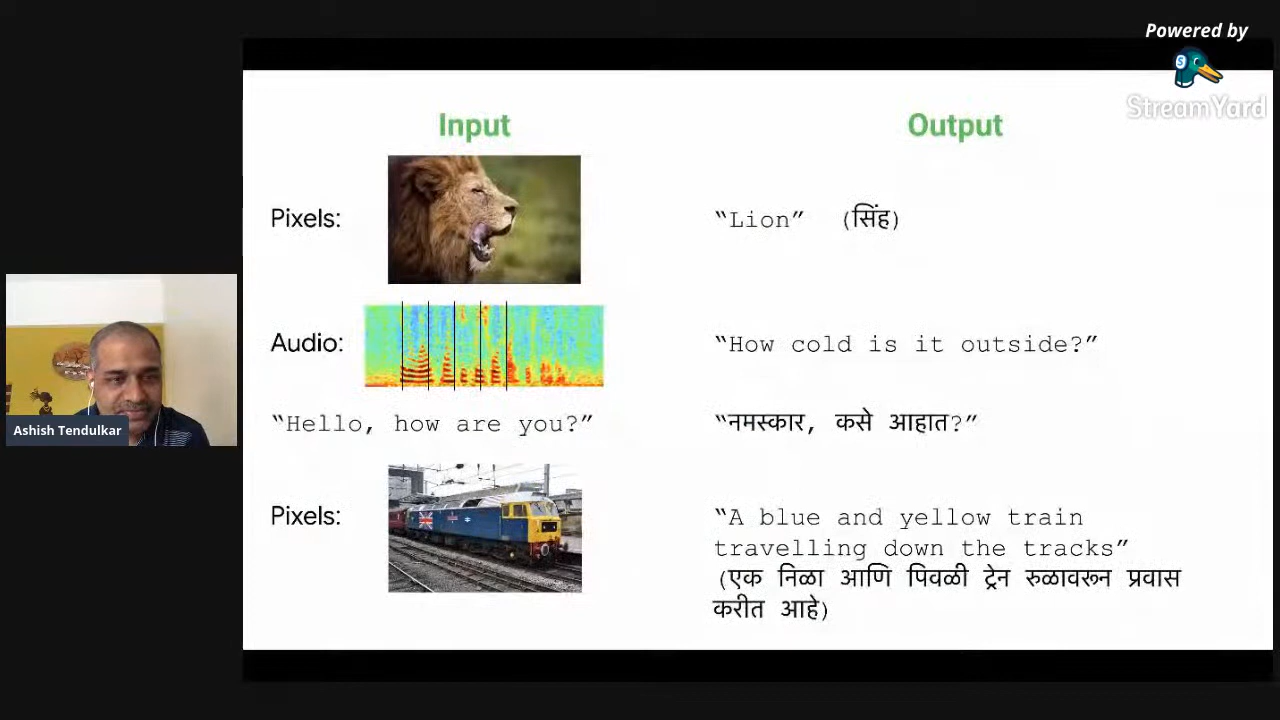 Powered by
StreamYard
Input
Output
Pixels:
“Lion” (सिंह)
Audio:
“How cold is it outside?”
“Hello, how are you?”
“नमस्कार, कसे आहात?”
Pixels:
“A blue and yellow train
travelling down the tracks”
(एक निळा आणि पिवळी ट्रेन रुळावरून प्रवास
करीत आहे)
Ashish Tendulkar